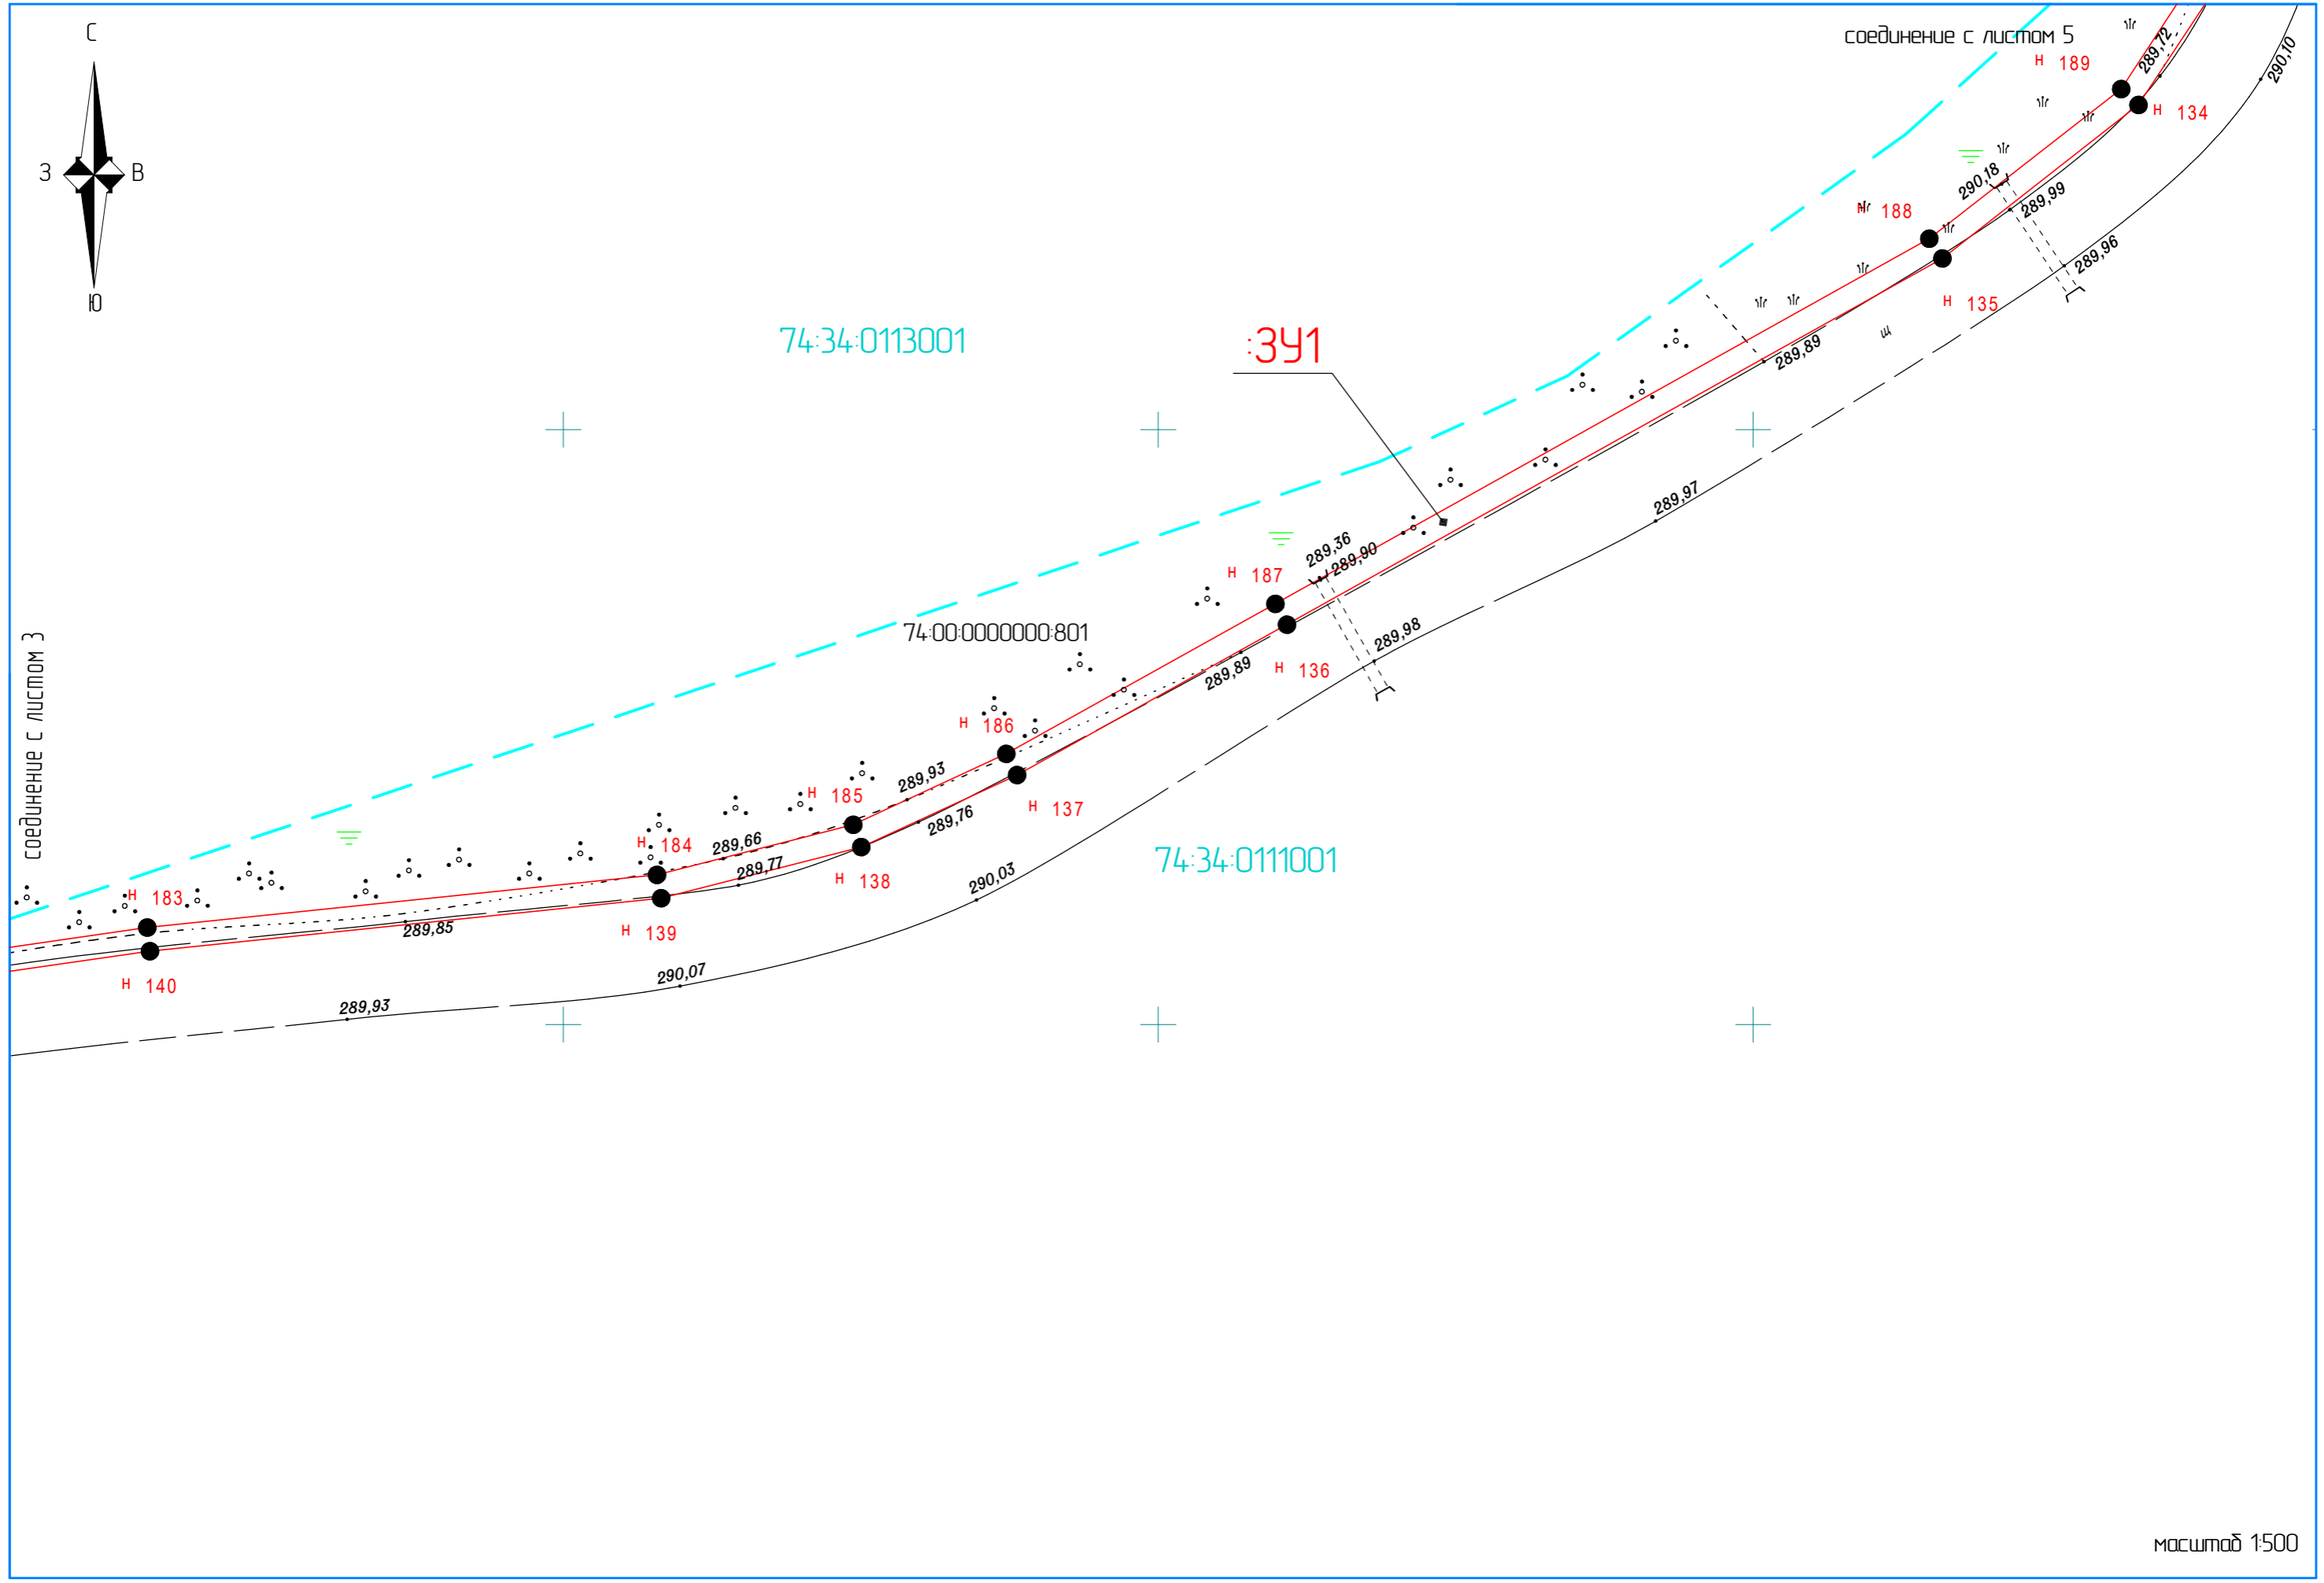 С
соединение с листом 5
289,72
290,10
н 189
н 134
З
В
290,18
289,99
н 188
289,96
Ю
н 135
74:34:0113001
:ЗУ1
щ
289,89
289,97
289,36
289,90
н 187
74:00:0000000:801
289,98
соединение с листом 3
289,89
н 136
н 186
289,93
н 185
н 137
289,76
н 184
289,66
74:34:0111001
289,77
н 138
290,03
н 183
289,85
н 139
290,07
н 140
289,93
масштаб 1:500